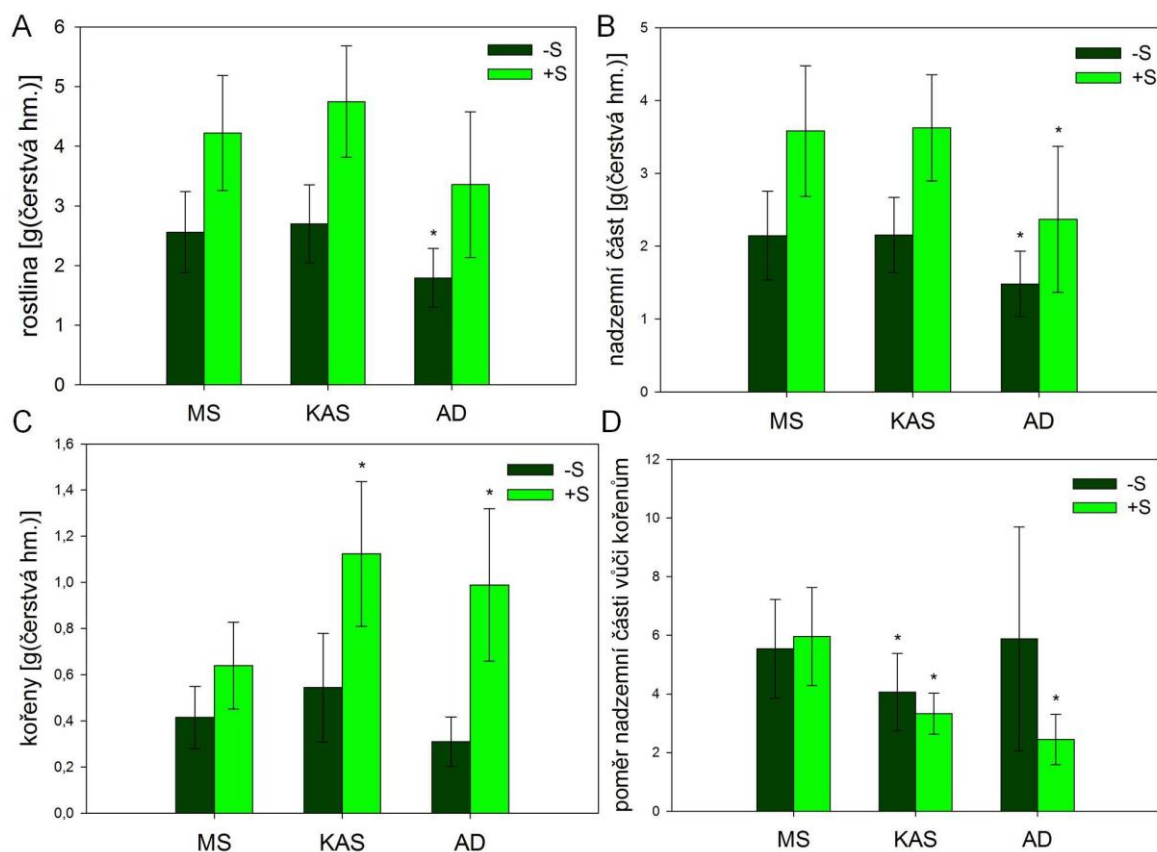 A
rostlina [g(čerstvá hm.)]
6
5
4
3
2
1
0
-S
+S
*
MS KAS AD
B
nadzemní část [g(čerstvá hm.)]
5
4
3
2
1
0
-S
+S
* *
MS KAS AD
C
kořeny [g(čerstvá hm.)]
1,6
1,4
1,2
1,0
0,8
0,6
0,4
0,2
0,0
-S
+S
* *
MS KAS AD
D
poměr nadzemní části vůči kořenům
12
10
8
6
4
2
0
-S
+S
* * *
MS KAS AD